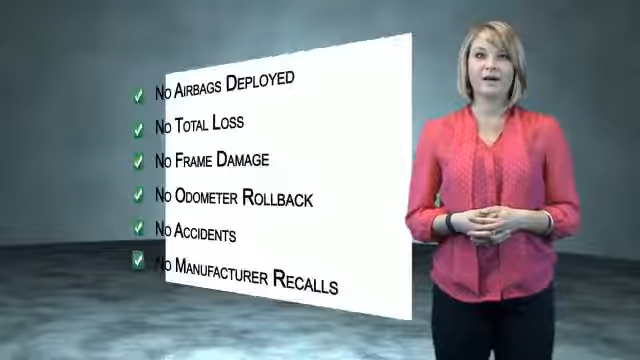 No Airbags Deployed
No Total Loss
No Frame Damage
No Odometer Rollback
No Accidents
No Manufacturer Recalls